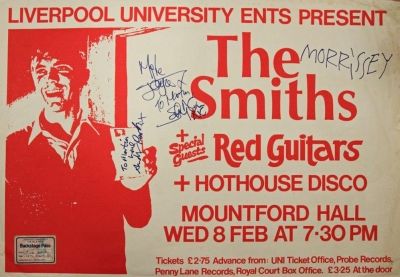 LIVERPOOL UNIVERSITY ENTS PRESENT
The
Smiths
MORRISSEY
+
Special
Guests
Red Guitars
+ HOTHOUSE DISCO
MOUNTFORD HALL
WED 8 FEB AT 7·30 PM
Tickets £2·75 Advance from: UNI Ticket Office, Probe Records,
Penny Lane Records, Royal Court Box Office. £3·25 At the door
Backstage Pass